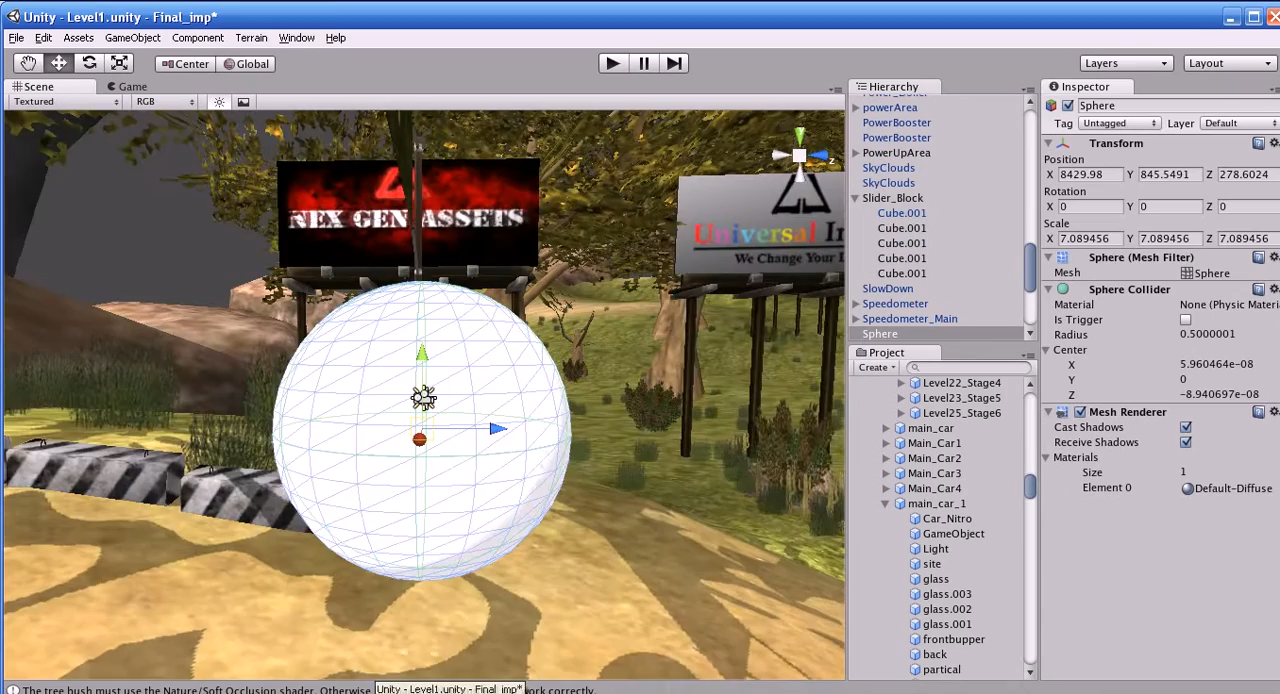 Unity - Level1.unity - Final_imp*
File Edit Assets GameObject Component Terrain Window Help
Center Global Layers Layout
Scene Game
Textured RGB
NEX GEN ASSETS
Universal
We Change Your
z
Hierarchy
powerArea
PowerBooster
PowerBooster
PowerUpArea
SkyClouds
SkyClouds
Slider_Block
Cube.001
Cube.001
Cube.001
Cube.001
Cube.001
SlowDown
Speedometer
Speedometer_Main
Sphere
Project
Create
Level22_Stage4
Level23_Stage5
Level25_Stage6
main_car
Main_Car1
Main_Car2
Main_Car3
Main_Car4
main_car_1
Car_Nitro
GameObject
Light
site
glass
glass.003
glass.002
glass.001
frontbupper
back
partical
Inspector
Sphere
Tag Untagged Layer Default
Transform
Position
X 8429.98 Y 845.5491 Z 278.6024
Rotation
X 0 Y 0 Z 0
Scale
X 7.089456 Y 7.089456 Z 7.089456
Sphere (Mesh Filter)
Mesh Sphere
Sphere Collider
Material None (Physic Materi
Is Trigger
Radius 0.5000001
Center
X 5.960464e-08
Y 0
Z -8.940697e-08
Mesh Renderer
Cast Shadows
Receive Shadows
Materials
Size 1
Element 0 Default-Diffuse
The tree bush must use the Nature/Soft Occlusion shader. Otherwise
Unity - Level1.unity - Final_imp*
ork correctly.